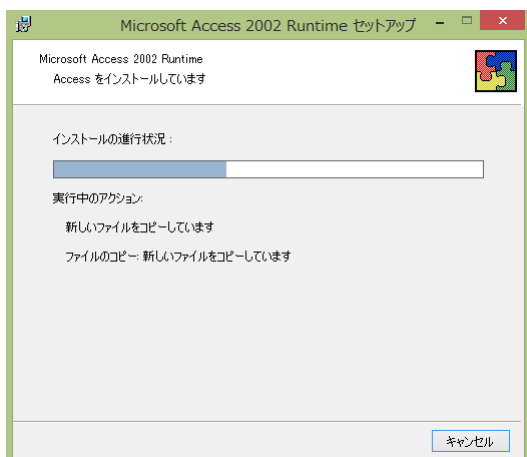 Microsoft Access 2002 Runtime セットアップ
Microsoft Access 2002 Runtime
Access をインストールしています
インストールの進行状況 :
実行中のアクション:
新しいファイルをコピーしています
ファイルのコピー: 新しいファイルをコピーしています
キャンセル